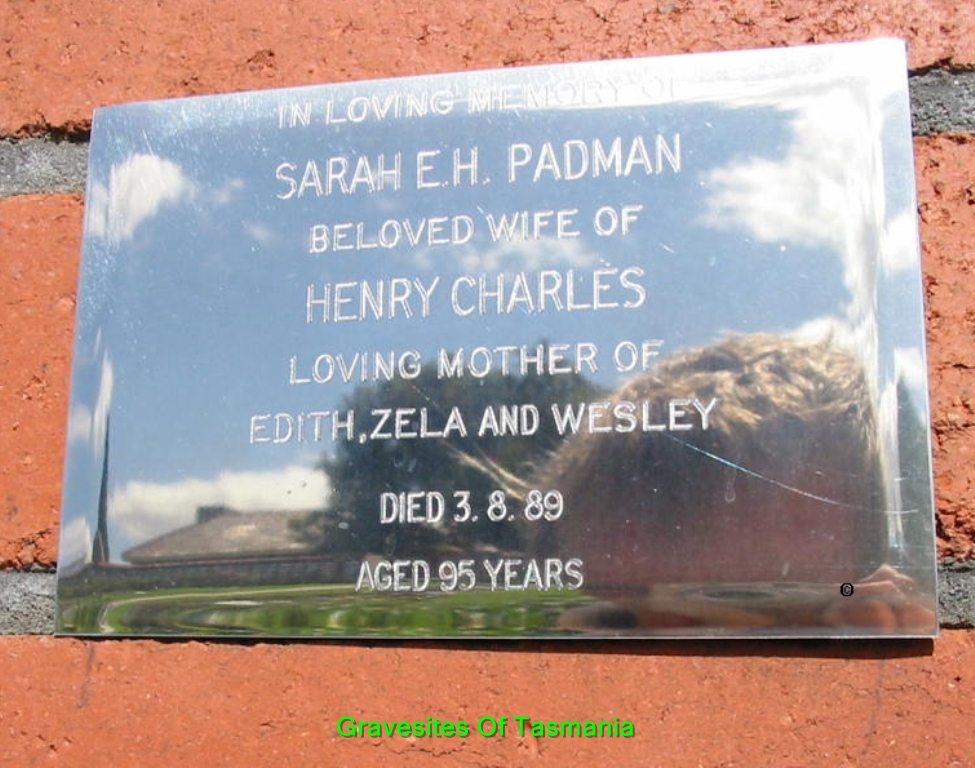 IN LOVING MEMORY OF
SARAH E.H. PADMAN
BELOVED WIFE OF
HENRY CHARLES
LOVING MOTHER OF
EDITH, ZELA AND WESLEY
DIED 3. 8. 89
AGED 95 YEARS
©
Gravesites Of Tasmania